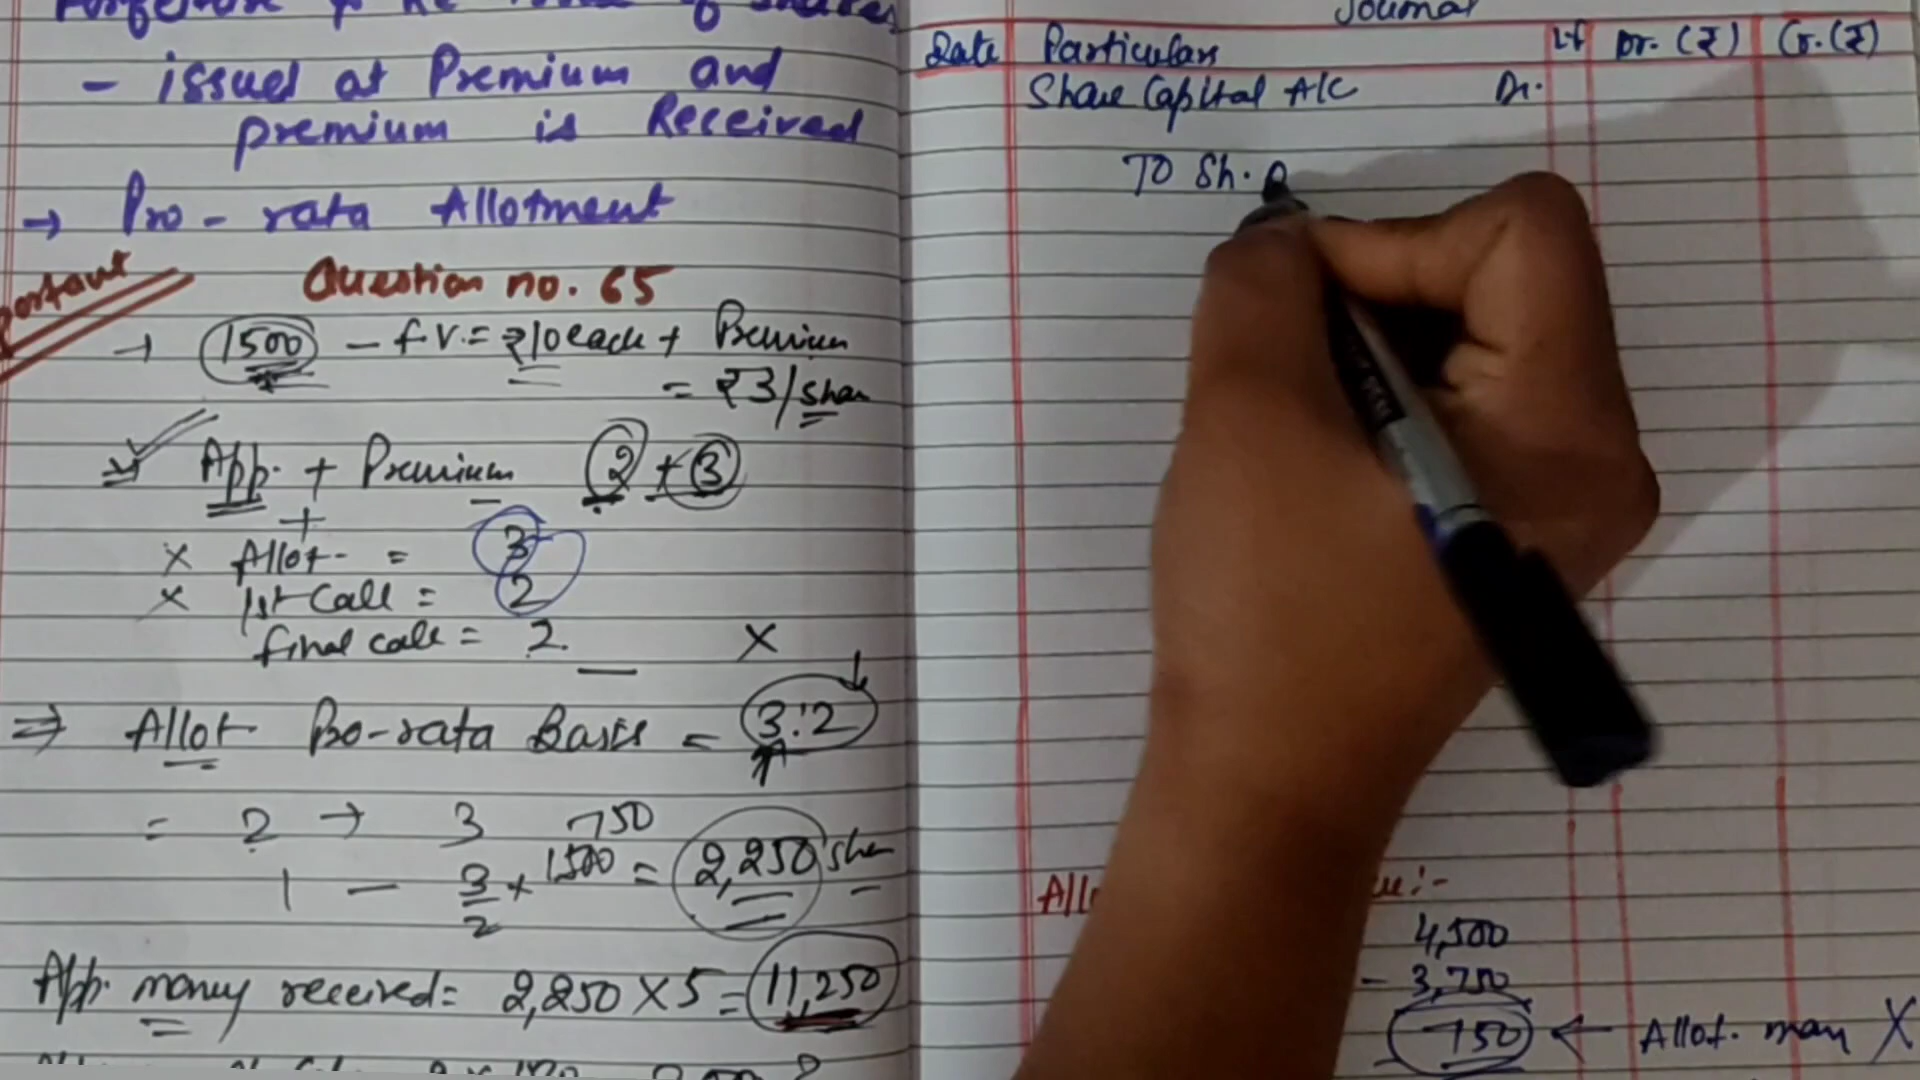 - issued at Premium and
premium is Received
→ Pro-rata Allotment
Question no. 65
→ 1500 - f V. = ₹10 each + Premium
= ₹3/share
App. + Premium 2 + 3
+
X Allot- = 3
X 1st Call = 2
final call = 2 X
⇒ Allot Pro-rata Basis = 3:2
= 2 → 3 750
1 - 3/2 × 1500 = 2,250 share
App. money received = 2,250 X 5 = 11,250
Journal
Date Particulars L.f Dr. (₹) Cr. (₹)
Share Capital A/C Dr.
To Sh.
4,500
- 3,750
750 ← Allot. mon X